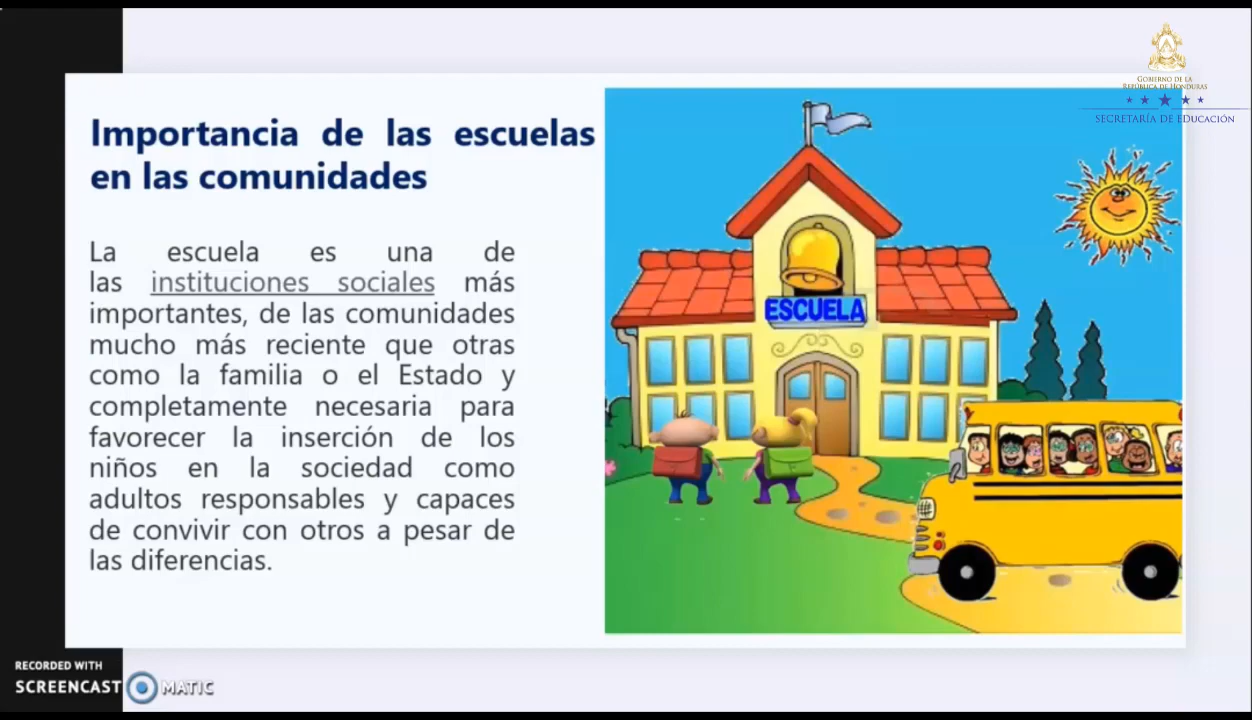 GOBIERNO DE LA
REPÚBLICA DE HONDURAS
SECRETARÍA DE EDUCACIÓN
Importancia de las escuelas
en las comunidades
La escuela es una de
las instituciones sociales más
importantes, de las comunidades
mucho más reciente que otras
como la familia o el Estado y
completamente necesaria para
favorecer la inserción de los
niños en la sociedad como
adultos responsables y capaces
de convivir con otros a pesar de
las diferencias.
ESCUELA
RECORDED WITH
SCREENCAST MATIC